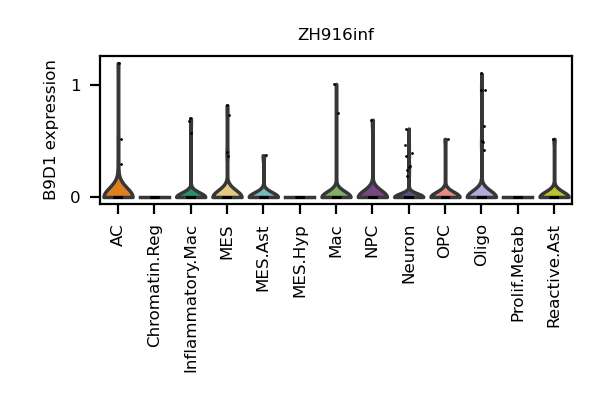 ZH916inf
B9D1 expression
1
0
AC
Chromatin.Reg
Inflammatory.Mac
MES
MES.Ast
MES.Hyp
Mac
NPC
Neuron
OPC
Oligo
Prolif.Metab
Reactive.Ast